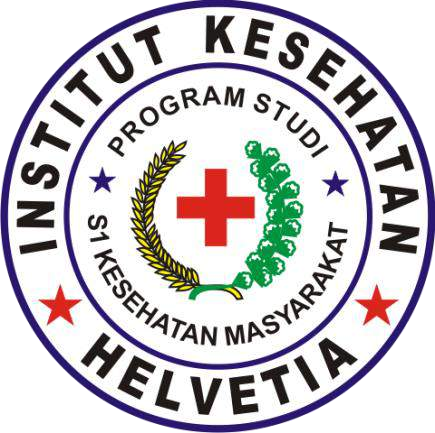 INSTITUT KESEHATAN
HELVETIA
PROGRAM STUDI
S1 KESEHATAN MASYARAKAT